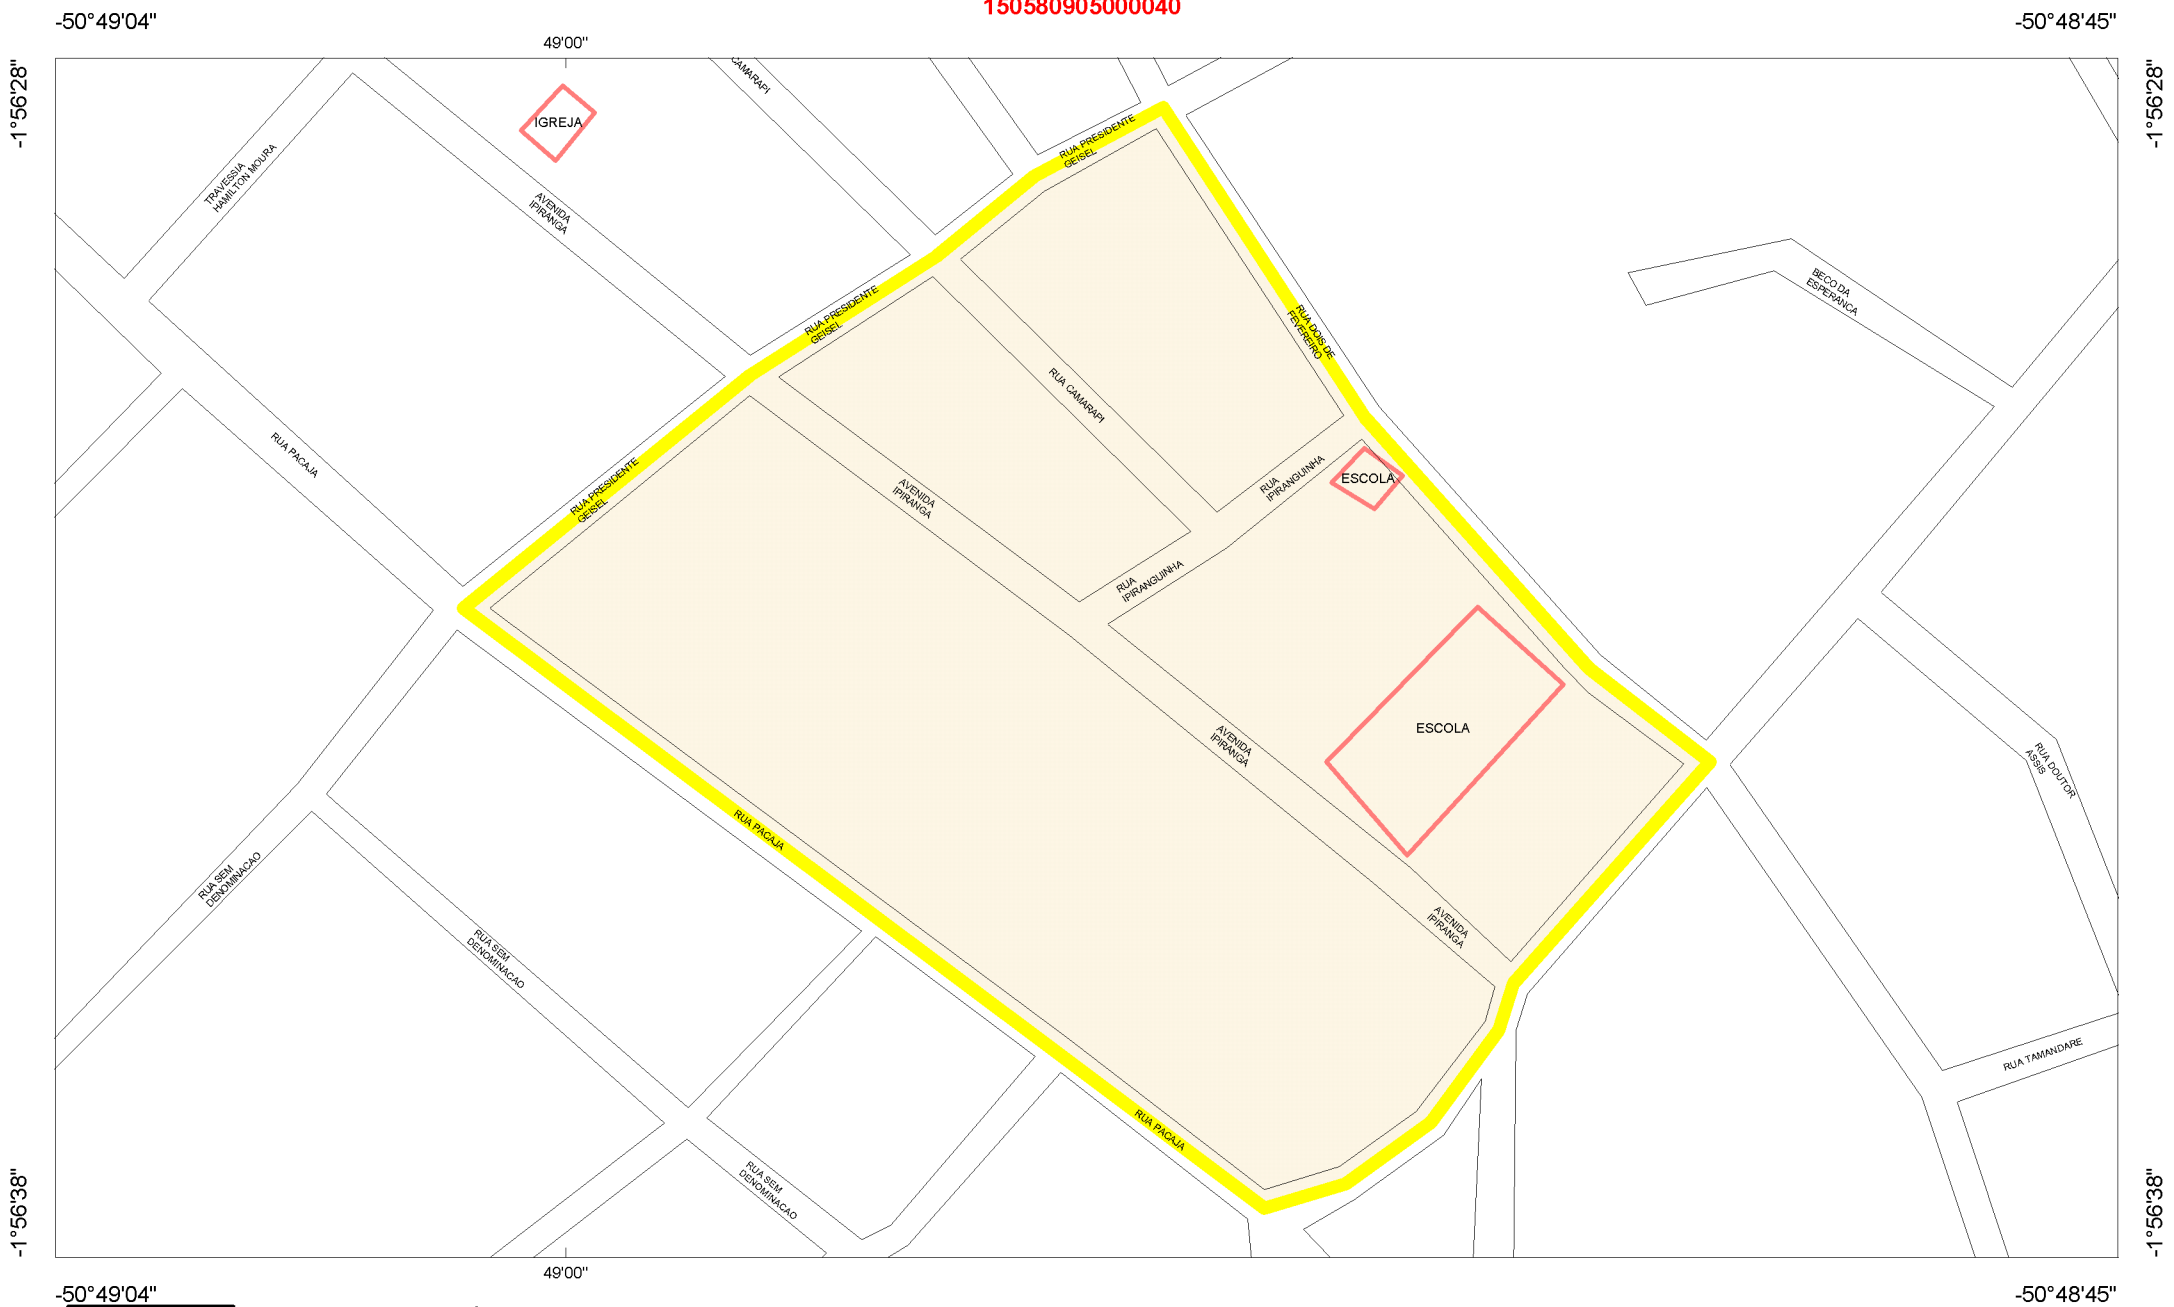 150580905000040
-50°49'04"
-50°48'45"
49'00"
-1°56'28"
-1°56'28"
CAMARAPI
IGREJA
RUA PRESIDENTE
GEISEL
TRAVESSIA
HAMILTON MOURA
AVENIDA
IPIRANGA
BECO DA
ESPERANCA
RUA PRESIDENTE
GEISEL
RUA DOIS DE
FEVEREIRO
RUA CAMARAPI
RUA PACAJA
RUA PRESIDENTE
GEISEL
AVENIDA
IPIRANGA
RUA
IPIRANGUINHA
ESCOLA
RUA
IPIRANGUINHA
ESCOLA
AVENIDA
IPIRANGA
RUA DOUTOR
ASSIS
RUA PACAJA
RUA SEM
DENOMINACAO
RUA SEM
DENOMINACAO
AVENIDA
IPIRANGA
RUA TAMANDARE
RUA PACAJA
RUA SEM
DENOMINACAO
-1°56'38"
-1°56'38"
49'00"
-50°49'04"
-50°48'45"